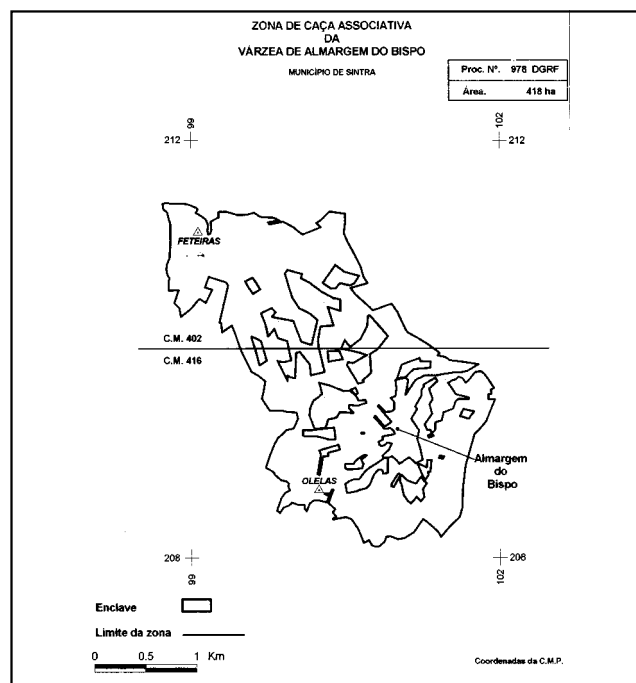 ZONA DE CAÇA ASSOCIATIVA
DA
VÁRZEA DE ALMARGEM DO BISPO
MUNICÍPIO DE SINTRA
Proc. Nº. 978 DGRF
Área. 418 ha
99
102
212
212
FETEIRAS
C.M. 402
C.M. 416
Almargem
do
Bispo
OLELAS
208
208
99
102
Enclave
Limite da zona
0 0.5 1 Km
Coordenadas da C.M.P.